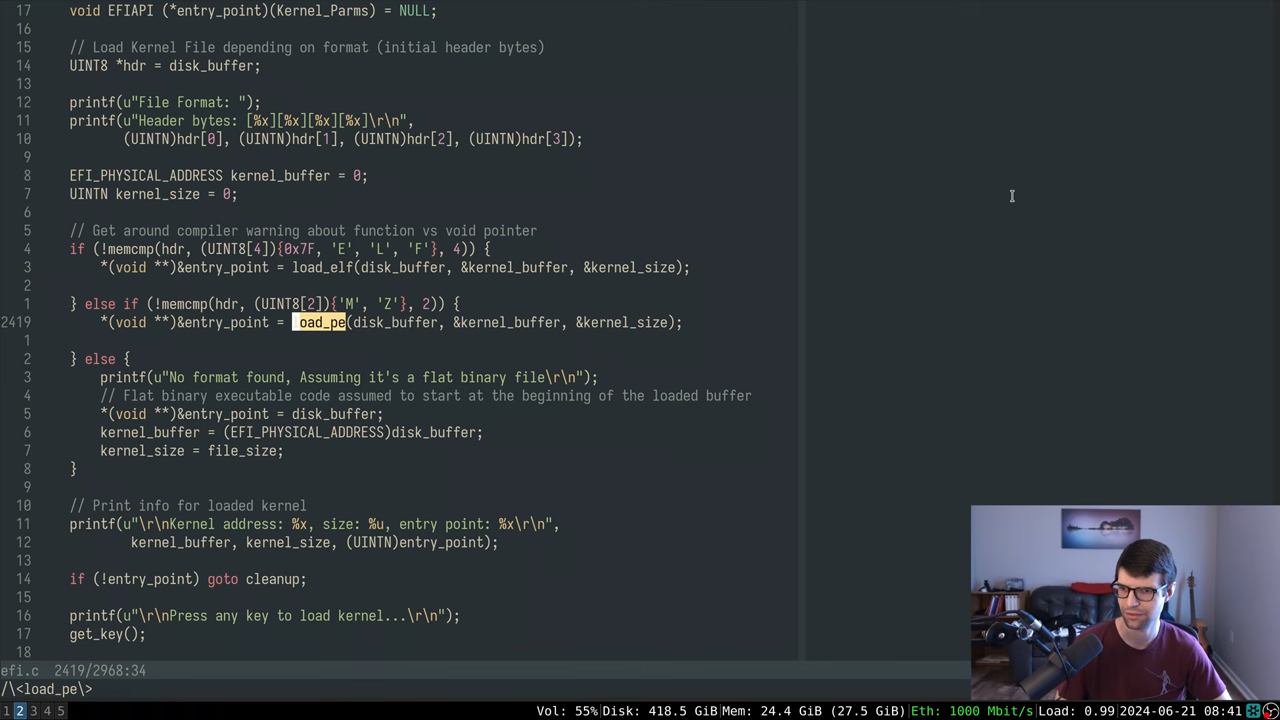 17 void EFIAPI (*entry_point)(Kernel_Parms) = NULL;
16
15 // Load Kernel File depending on format (initial header bytes)
14 UINT8 *hdr = disk_buffer;
13
12 printf(u"File Format: ");
11 printf(u"Header bytes: [%x][%x][%x][%x]\r\n",
10 (UINTN)hdr[0], (UINTN)hdr[1], (UINTN)hdr[2], (UINTN)hdr[3]);
9
8 EFI_PHYSICAL_ADDRESS kernel_buffer = 0;
7 UINTN kernel_size = 0;
6
5 // Get around compiler warning about function vs void pointer
4 if (!memcmp(hdr, (UINT8[4]){0x7F, 'E', 'L', 'F'}, 4)) {
3 *(void **)&entry_point = load_elf(disk_buffer, &kernel_buffer, &kernel_size);
2
1 } else if (!memcmp(hdr, (UINT8[2]){'M', 'Z'}, 2)) {
2419 *(void **)&entry_point = load_pe(disk_buffer, &kernel_buffer, &kernel_size);
1
2 } else {
3 printf(u"No format found, Assuming it's a flat binary file\r\n");
4 // Flat binary executable code assumed to start at the beginning of the loaded buffer
5 *(void **)&entry_point = disk_buffer;
6 kernel_buffer = (EFI_PHYSICAL_ADDRESS)disk_buffer;
7 kernel_size = file_size;
8 }
9
10 // Print info for loaded kernel
11 printf(u"\r\nKernel address: %x, size: %u, entry point: %x\r\n",
12 kernel_buffer, kernel_size, (UINTN)entry_point);
13
14 if (!entry_point) goto cleanup;
15
16 printf(u"\r\nPress any key to load kernel...\r\n");
17 get_key();
18
efi.c 2419/2968:34
/\<load_pe\>
1 2 3 4 5 Vol: 55% Disk: 418.5 GiB Mem: 24.4 GiB (27.5 GiB) Eth: 1000 Mbit/s Load: 0.99 2024-06-21 08:41